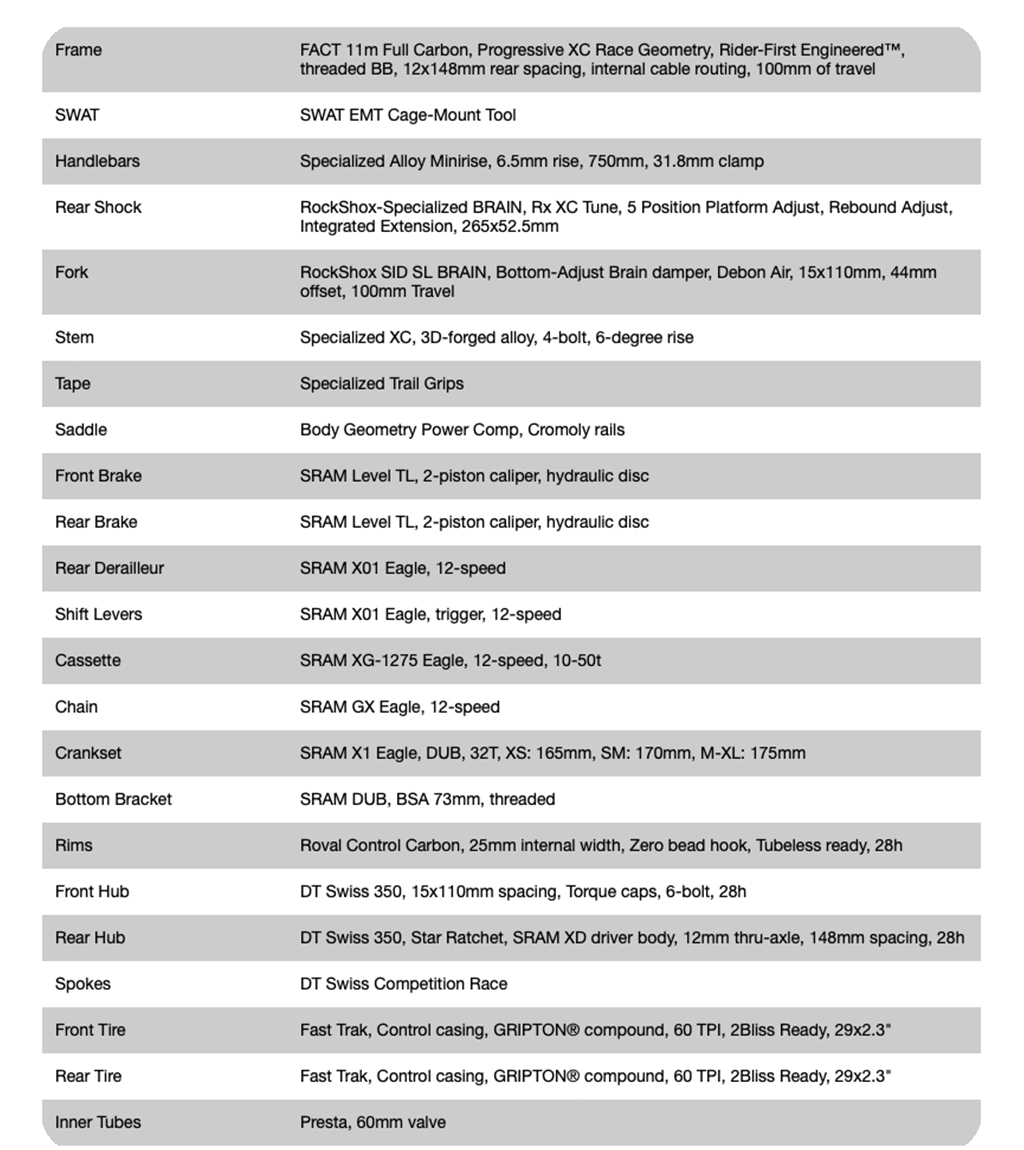 Frame FACT 11m Full Carbon, Progressive XC Race Geometry, Rider-First Engineered™,
threaded BB, 12x148mm rear spacing, internal cable routing, 100mm of travel
SWAT SWAT EMT Cage-Mount Tool
Handlebars Specialized Alloy Minirise, 6.5mm rise, 750mm, 31.8mm clamp
Rear Shock RockShox-Specialized BRAIN, Rx XC Tune, 5 Position Platform Adjust, Rebound Adjust,
Integrated Extension, 265x52.5mm
Fork RockShox SID SL BRAIN, Bottom-Adjust Brain damper, Debon Air, 15x110mm, 44mm
offset, 100mm Travel
Stem Specialized XC, 3D-forged alloy, 4-bolt, 6-degree rise
Tape Specialized Trail Grips
Saddle Body Geometry Power Comp, Cromoly rails
Front Brake SRAM Level TL, 2-piston caliper, hydraulic disc
Rear Brake SRAM Level TL, 2-piston caliper, hydraulic disc
Rear Derailleur SRAM X01 Eagle, 12-speed
Shift Levers SRAM X01 Eagle, trigger, 12-speed
Cassette SRAM XG-1275 Eagle, 12-speed, 10-50t
Chain SRAM GX Eagle, 12-speed
Crankset SRAM X1 Eagle, DUB, 32T, XS: 165mm, SM: 170mm, M-XL: 175mm
Bottom Bracket SRAM DUB, BSA 73mm, threaded
Rims Roval Control Carbon, 25mm internal width, Zero bead hook, Tubeless ready, 28h
Front Hub DT Swiss 350, 15x110mm spacing, Torque caps, 6-bolt, 28h
Rear Hub DT Swiss 350, Star Ratchet, SRAM XD driver body, 12mm thru-axle, 148mm spacing, 28h
Spokes DT Swiss Competition Race
Front Tire Fast Trak, Control casing, GRIPTON® compound, 60 TPI, 2Bliss Ready, 29x2.3"
Rear Tire Fast Trak, Control casing, GRIPTON® compound, 60 TPI, 2Bliss Ready, 29x2.3"
Inner Tubes Presta, 60mm valve